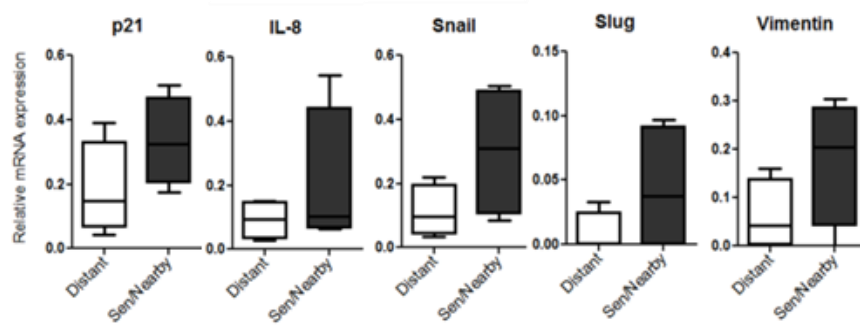 p21
IL-8
Snail
Slug
Vimentin
Relative mRNA expression
0.6
0.4
0.2
0.0
Distant
Sen/Nearby
0.6
0.4
0.2
0.0
Distant
Sen/Nearby
0.6
0.4
0.2
0.0
Distant
Sen/Nearby
0.15
0.10
0.05
0.00
Distant
Sen/Nearby
0.4
0.3
0.2
0.1
0.0
Distant
Sen/Nearby